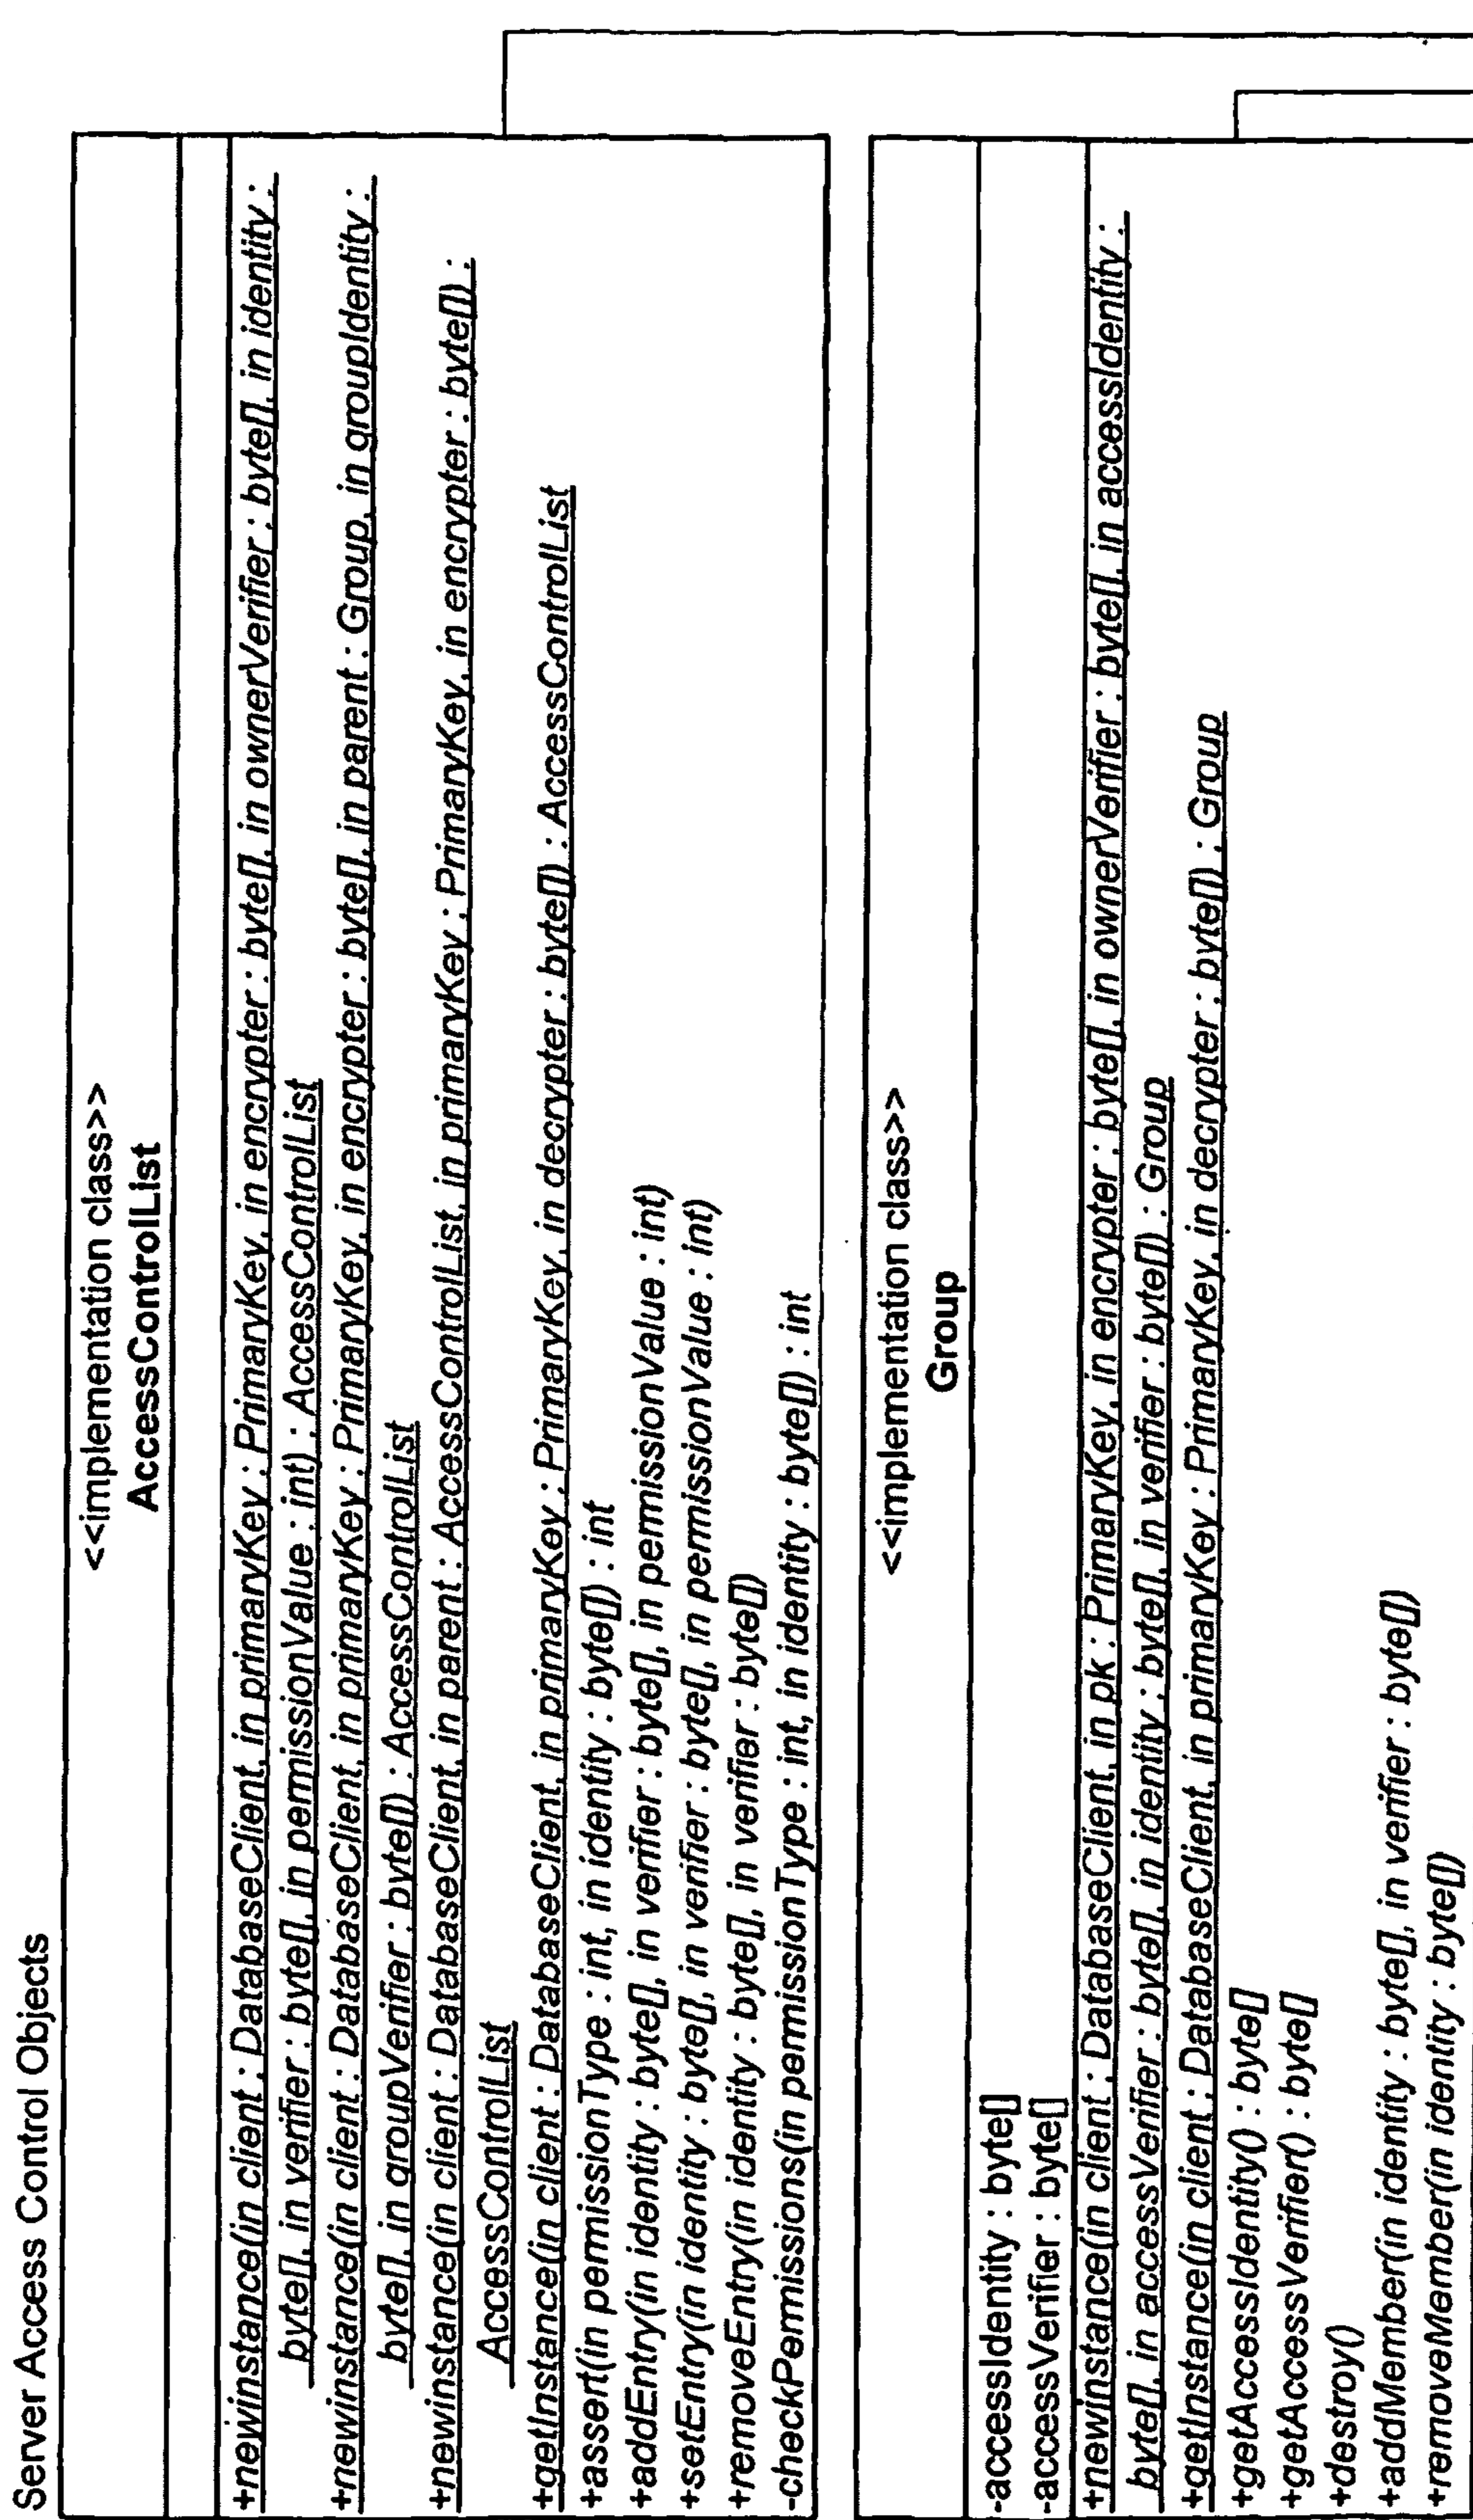 Server Access Control Objects
<<implementation class>>
AccessControlList
+newinstance(in client : DatabaseClient, in primaryKey : PrimaryKey, in encrypter : byte[], in ownerVerifier : byte[], in identity :
byte[], in verifier : byte[], in permissionValue : int) : AccessControlList
+newinstance(in client : DatabaseClient, in primaryKey : PrimaryKey, in encrypter : byte[], in parent : Group, in groupIdentity :
byte[], in groupVerifier : byte[]) : AccessControlList
+newinstance(in client : DatabaseClient, in parent : AccessControlList, in primaryKey : PrimaryKey, in encrypter : byte[]) :
AccessControlList
+getInstance(in client : DatabaseClient, in primaryKey : PrimaryKey, in decrypter : byte[]) : AccessControlList
+assert(in permissionType : int, in identity : byte[]) : int
+addEntry(in identity : byte[], in verifier : byte[], in permissionValue : int)
+setEntry(in identity : byte[], in verifier : byte[], in permissionValue : int)
+removeEntry(in identity : byte[], in verifier : byte[])
-checkPermissions(in permissionType : int, in identity : byte[]) : int
<<implementation class>>
Group
-accessIdentity : byte[]
-accessVerifier : byte[]
+newinstance(in client : DatabaseClient, in pk : PrimaryKey, in encrypter : byte[], in ownerVerifier : byte[], in accessIdentity :
byte[], in accessVerifier : byte[], in identity : byte[], in verifier : byte[]) : Group
+getInstance(in client : DatabaseClient, in primaryKey : PrimaryKey, in decrypter : byte[]) : Group
+getAccessIdentity() : byte[]
+getAccessVerifier() : byte[]
+destroy()
+addMember(in identity : byte[], in verifier : byte[])
+removeMember(in identity : byte[])